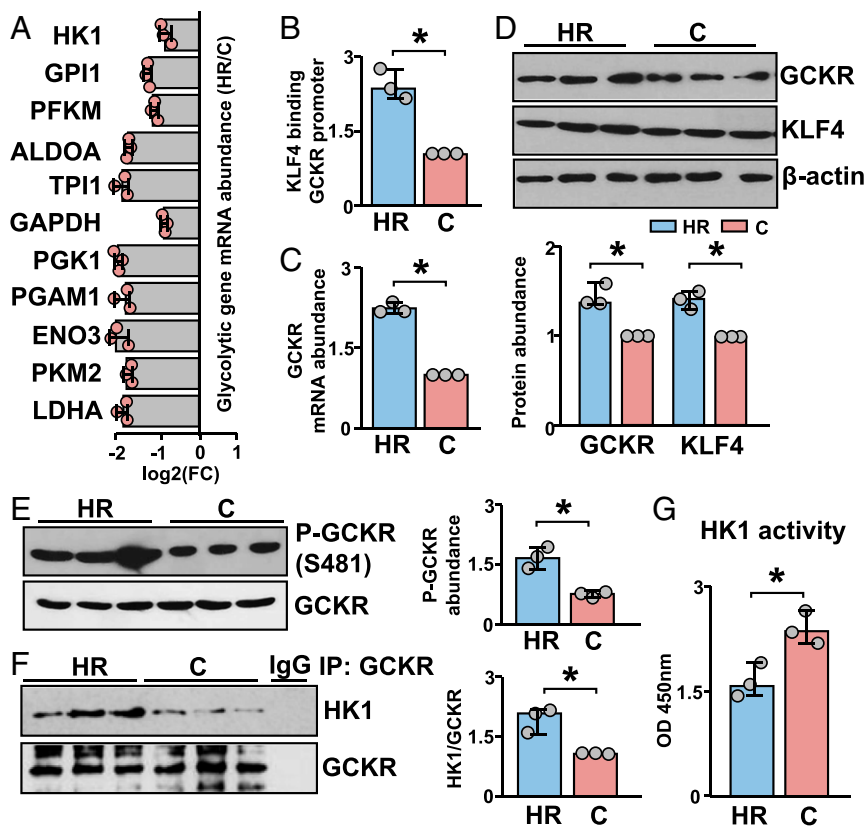 A
HK1
GPI1
PFKM
ALDOA
TPI1
GAPDH
PGK1
PGAM1
ENO3
PKM2
LDHA
Glycolytic gene mRNA abundance (HR/C)
-2 -1 0 1
log2(FC)
B
KLF4 binding
GCKR promoter
3
1.5
0
*
HR C
C
GCKR
mRNA abundance
3
1.5
0
*
HR C
D
HR C
GCKR
KLF4
β-actin
HR C
Protein abundance
2
1
0
* *
GCKR KLF4
E
HR C
P-GCKR
(S481)
GCKR
P-GCKR
abundance
3
1.5
0
*
HR C
F
HR C IgG IP: GCKR
HK1
GCKR
HK1/GCKR
3
1.5
0
*
HR C
G
HK1 activity
OD 450nm
3
1.5
0
*
HR C